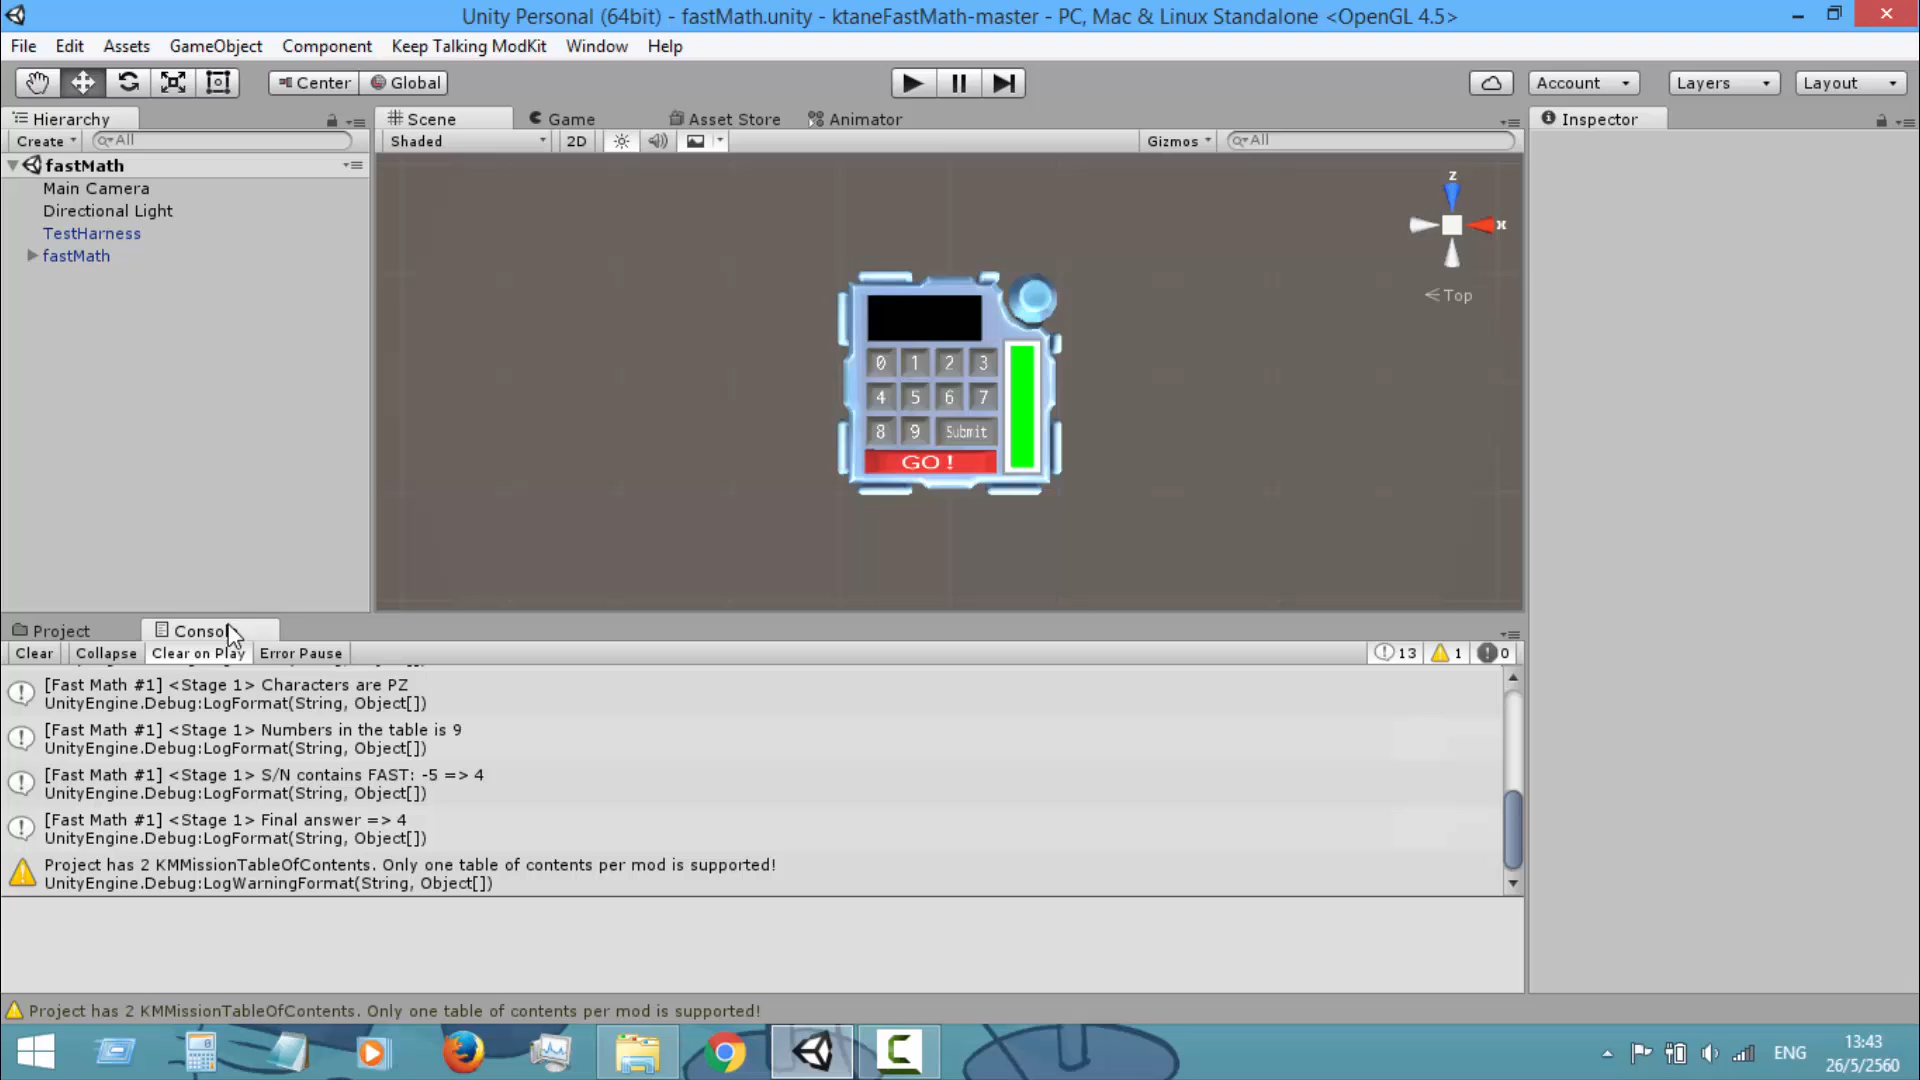 Unity Personal (64bit) - fastMath.unity - ktaneFastMath-master - PC, Mac & Linux Standalone <OpenGL 4.5>
File Edit Assets GameObject Component Keep Talking ModKit Window Help
Center Global Account Layers Layout
Hierarchy Scene Game Asset Store Animator Inspector
Create All Shaded 2D Gizmos All
fastMath
Main Camera
Directional Light
TestHarness
fastMath
z
x
Top
0 1 2 3
4 5 6 7
8 9 Submit
GO!
Project Consol
Clear Collapse Clear on Play Error Pause 13 1 0
[Fast Math #1] <Stage 1> Characters are PZ
UnityEngine.Debug:LogFormat(String, Object[])
[Fast Math #1] <Stage 1> Numbers in the table is 9
UnityEngine.Debug:LogFormat(String, Object[])
[Fast Math #1] <Stage 1> S/N contains FAST: -5 => 4
UnityEngine.Debug:LogFormat(String, Object[])
[Fast Math #1] <Stage 1> Final answer => 4
UnityEngine.Debug:LogFormat(String, Object[])
Project has 2 KMMissionTableOfContents. Only one table of contents per mod is supported!
UnityEngine.Debug:LogWarningFormat(String, Object[])
Project has 2 KMMissionTableOfContents. Only one table of contents per mod is supported!
ENG
13:43
26/5/2560